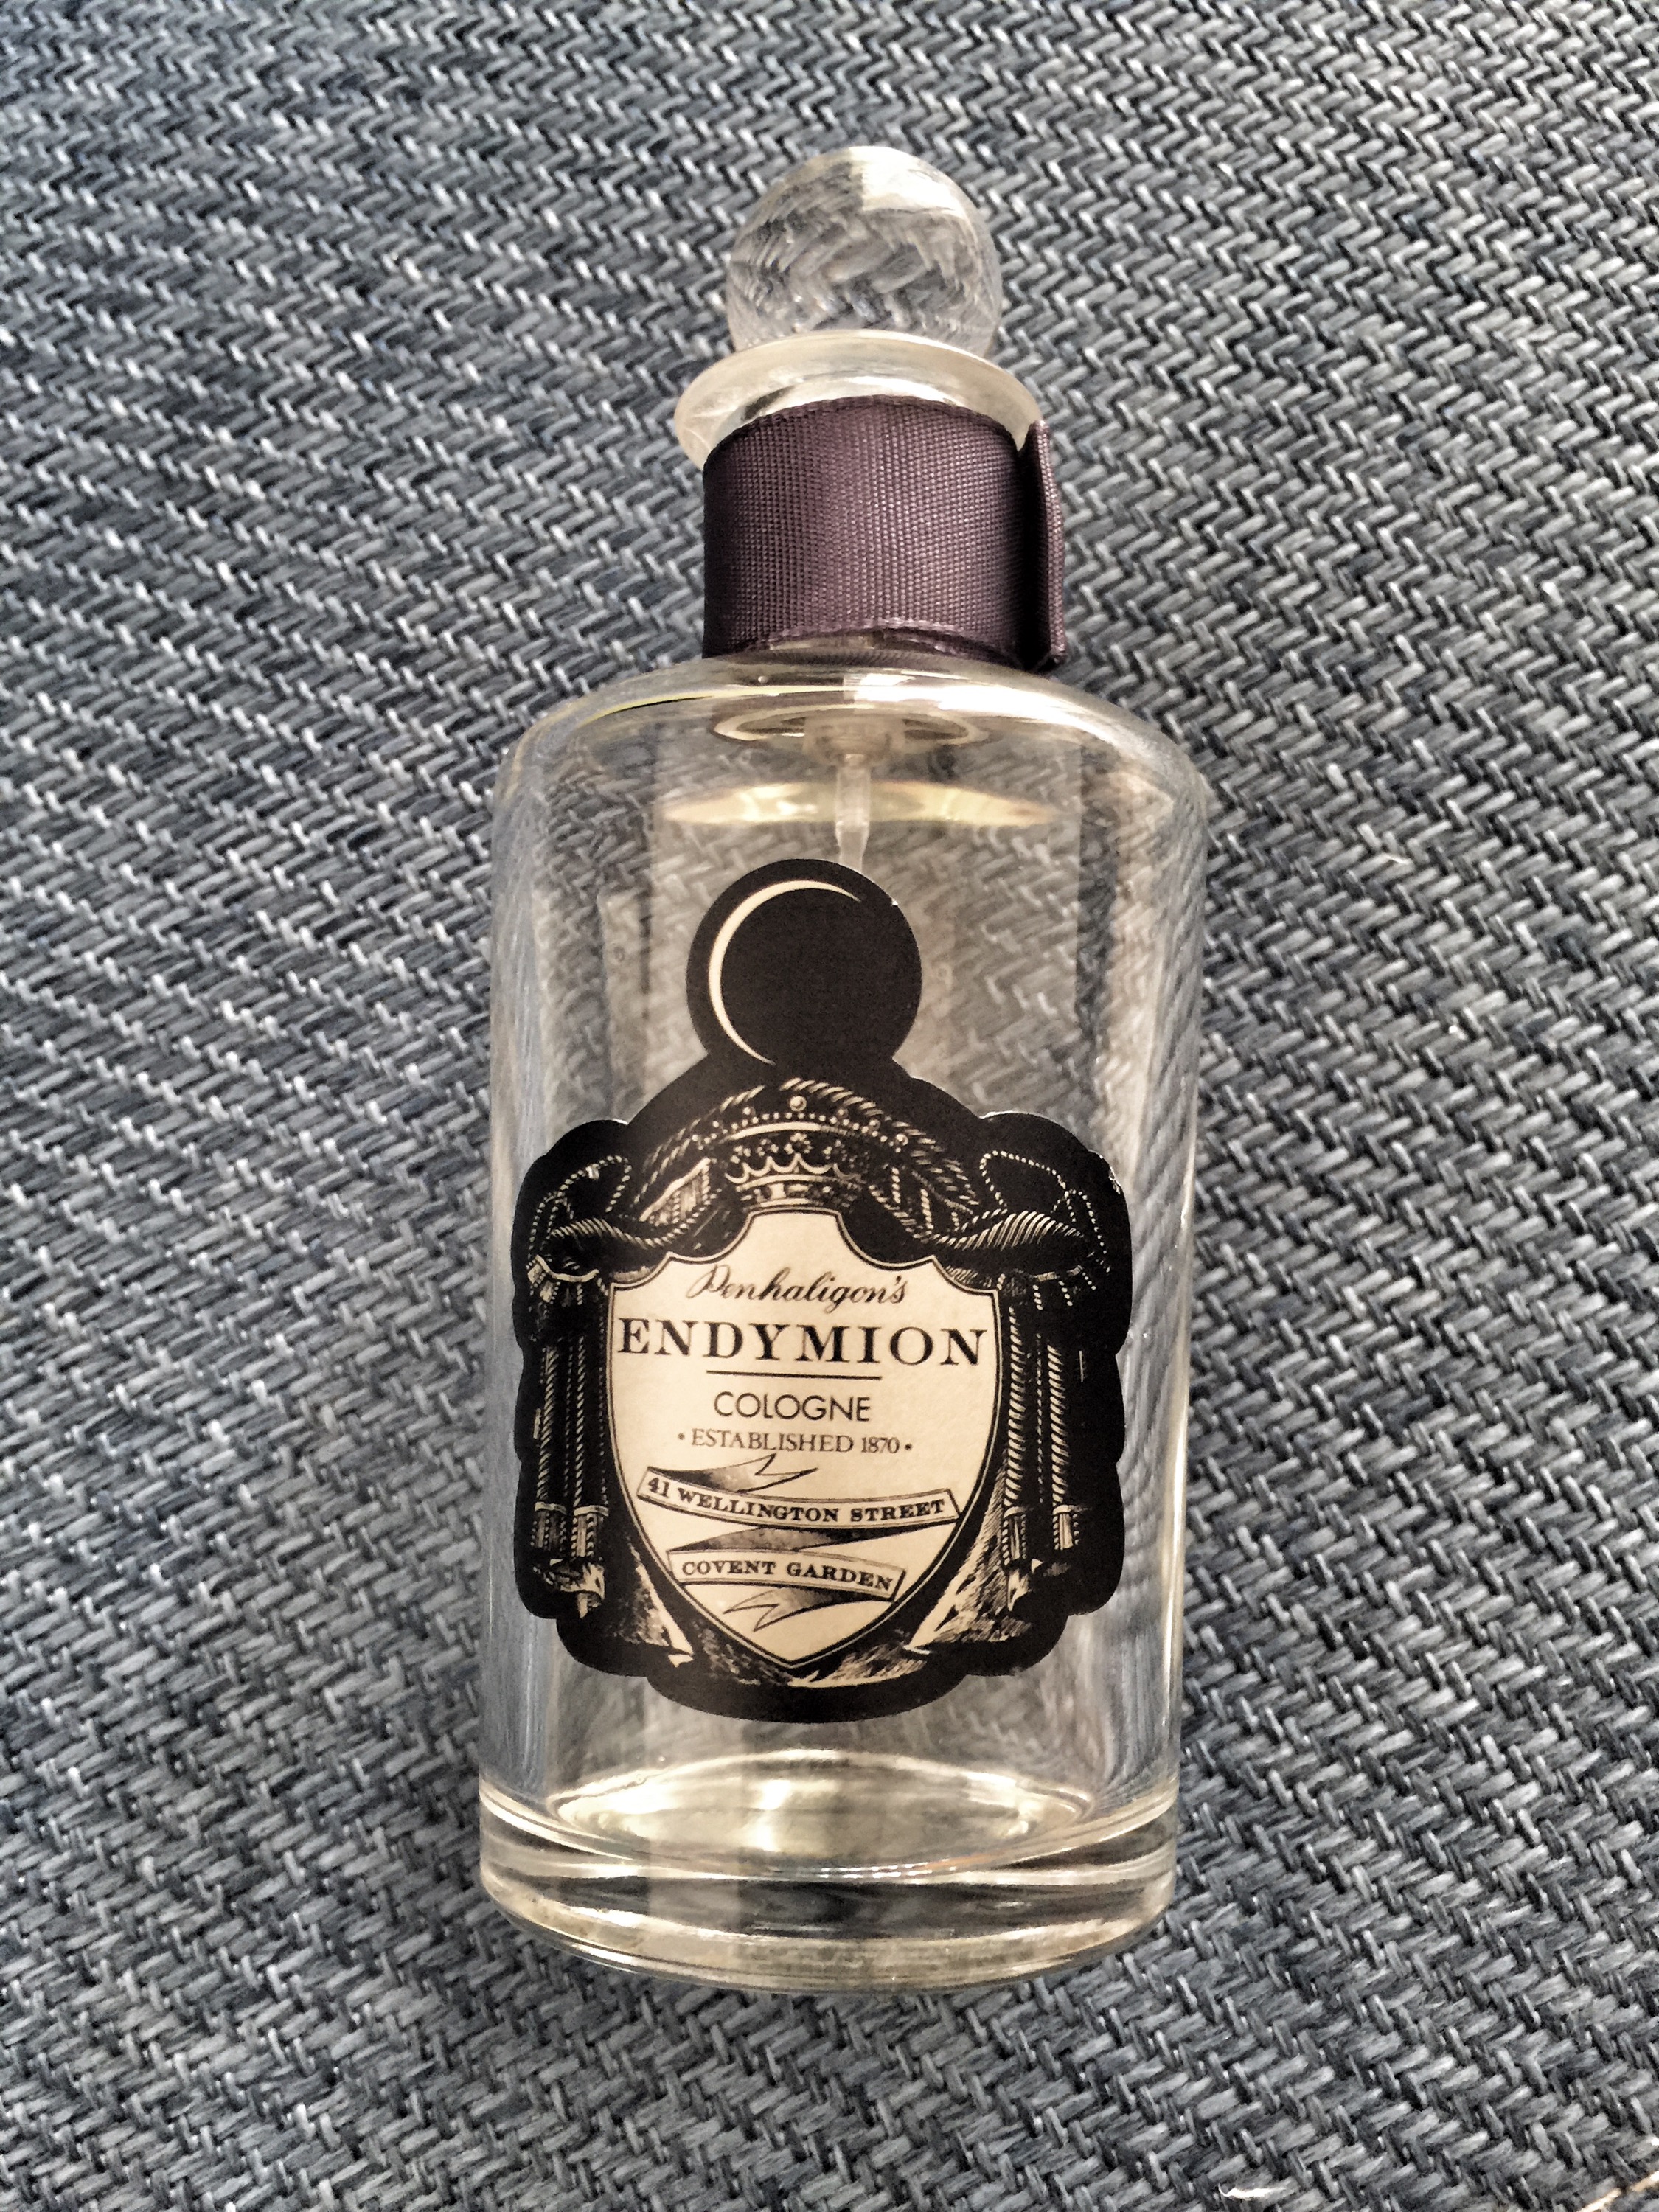 Penhaligon's
ENDYMION
COLOGNE
• ESTABLISHED 1870 •
41 WELLINGTON STREET
COVENT GARDEN